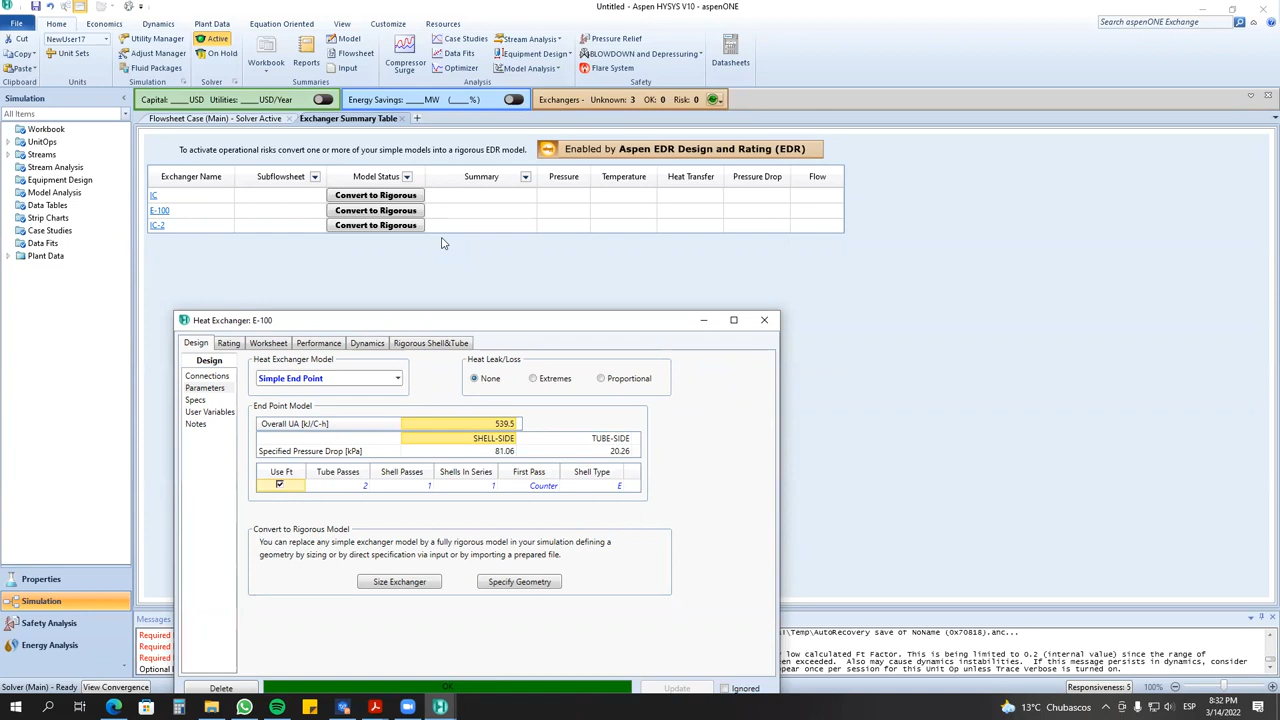 Untitled - Aspen HYSYS V10 - aspenONE
File Home Economics Dynamics Plant Data Equation Oriented View Customize Resources
Search aspenONE Exchange
Cut
Copy
Paste
Clipboard
NewUser17
Unit Sets
Units
Utility Manager
Adjust Manager
Fluid Packages
Simulation
Active
On Hold
Solver
Workbook
Reports
Model
Flowsheet
Input
Summaries
Compressor
Surge
Case Studies
Data Fits
Optimizer
Stream Analysis
Equipment Design
Model Analysis
Analysis
Pressure Relief
BLOWDOWN and Depressuring
Flare System
Safety
Datasheets
Simulation
All Items
Capital: ____USD Utilities: ____USD/Year
Energy Savings: ____MW (____%)
Exchangers - Unknown: 3 OK: 0 Risk: 0
Flowsheet Case (Main) - Solver Active
Exchanger Summary Table
Workbook
UnitOps
Streams
Stream Analysis
Equipment Design
Model Analysis
Data Tables
Strip Charts
Case Studies
Data Fits
Plant Data
To activate operational risks convert one or more of your simple models into a rigorous EDR model.
Enabled by Aspen EDR Design and Rating (EDR)
Exchanger Name Subflowsheet Model Status Summary Pressure Temperature Heat Transfer Pressure Drop Flow
IC Convert to Rigorous
E-100 Convert to Rigorous
IC-2 Convert to Rigorous
Heat Exchanger: E-100
Design Rating Worksheet Performance Dynamics Rigorous Shell&Tube
Design
Connections
Parameters
Specs
User Variables
Notes
Heat Exchanger Model
Simple End Point
Heat Leak/Loss
None Extremes Proportional
End Point Model
Overall UA [kJ/C-h] 539.5
SHELL-SIDE TUBE-SIDE
Specified Pressure Drop [kPa] 81.06 20.26
Use Ft Tube Passes Shell Passes Shells In Series First Pass Shell Type
2 1 1 Counter E
Convert to Rigorous Model
You can replace any simple exchanger model by a fully rigorous model in your simulation defining a
geometry by sizing or by direct specification via input or by importing a prepared file.
Size Exchanger Specify Geometry
Delete OK Update Ignored
Properties
Simulation
Safety Analysis
Energy Analysis
Messages
Required
Required
Required
Optional
\Temp\AutoRecovery save of NoName (0x70818).ahc...
low calculated FT Factor. This is being limited to 0.2 (internal value) since the range of
en exceeded. Also may cause dynamics instabilities. If this message persists in dynamics, consider
pear once per session for this Unit Op unless Trace Verbose is turned on.
Solver (Main) - Ready View Convergence
Responsiveness: 5 100%
13°C Chubascos ESP 8:32 PM
3/14/2022